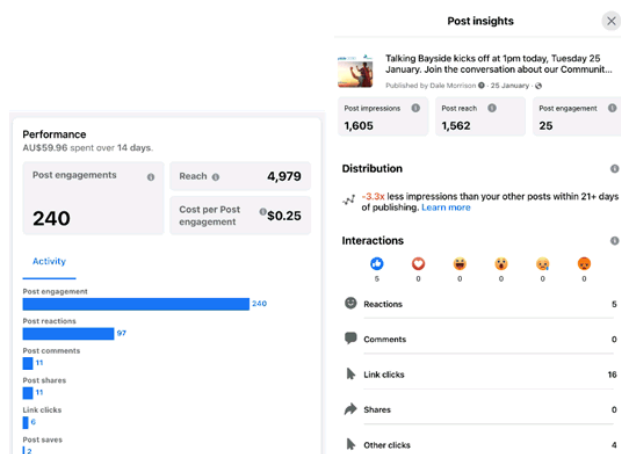 Performance
AU$59.96 spent over 14 days.
Post engagements
240
Reach
4,979
Cost per Post
engagement
$0.25
Activity
Post engagement
240
Post reactions
97
Post comments
11
Post shares
11
Link clicks
6
Post saves
2
Post insights
Talking Bayside kicks off at 1pm today, Tuesday 25
January. Join the conversation about our Communit...
Published by Dale Morrison · 25 January ·
Post impressions
1,605
Post reach
1,562
Post engagement
25
Distribution
-3.3x less impressions than your other posts within 21+ days
of publishing. Learn more
Interactions
5 0 0 0 0 0
Reactions 5
Comments 0
Link clicks 16
Shares 0
Other clicks 4